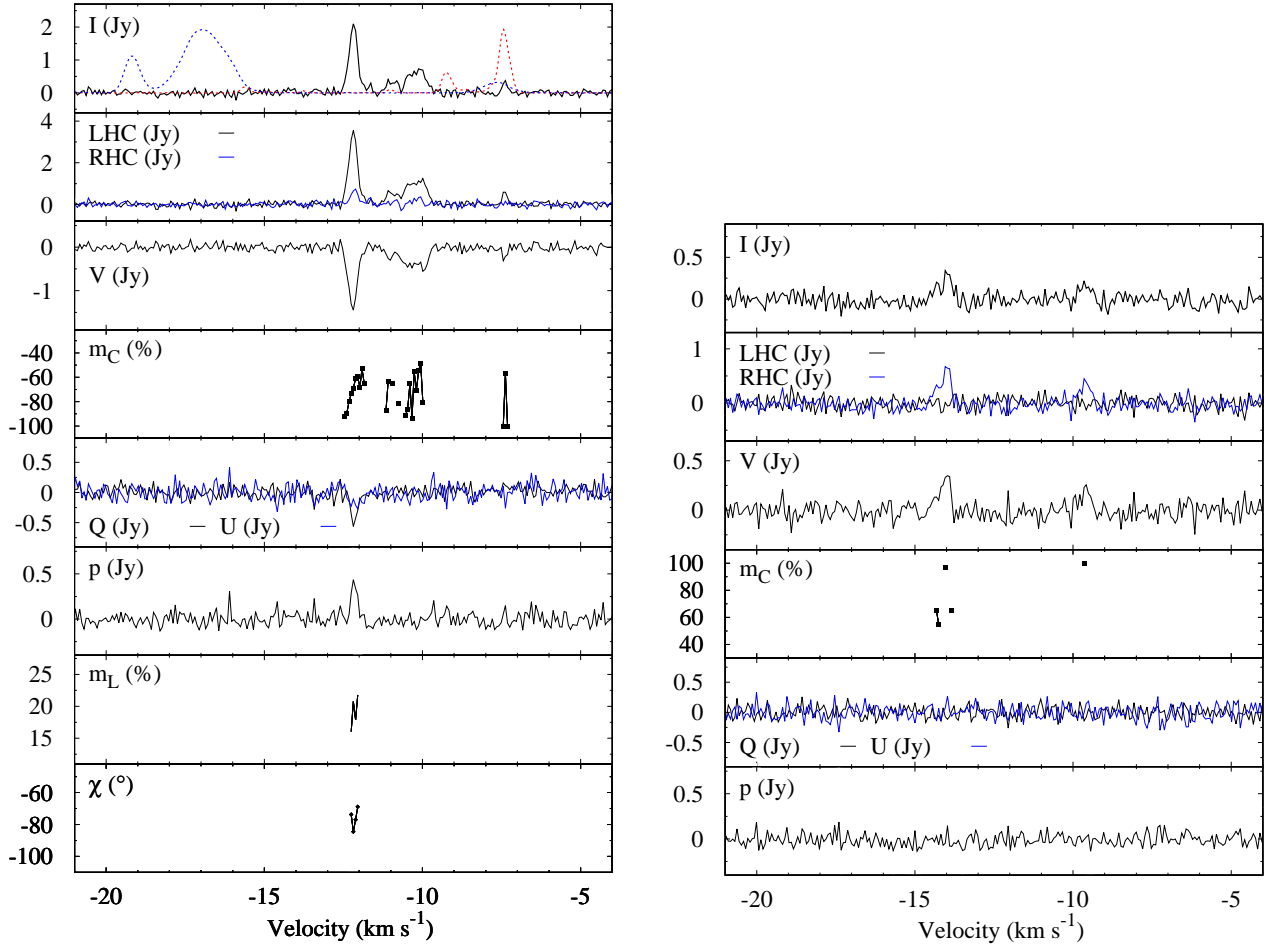 I (Jy)
2
1
0
LHC (Jy)
RHC (Jy)
4
2
0
V (Jy)
0
-1
m_C (%)
-40
-60
-80
-100
0.5
0
-0.5
Q (Jy) U (Jy)
p (Jy)
0.5
0
m_L (%)
25
20
15
χ (°)
-60
-80
-100
-20 -15 -10 -5
Velocity (km s⁻¹)
I (Jy)
0.5
0
LHC (Jy)
RHC (Jy)
1
0
V (Jy)
0.5
0
m_C (%)
100
80
60
40
0.5
0
-0.5
Q (Jy) U (Jy)
p (Jy)
0.5
0
-20 -15 -10 -5
Velocity (km s⁻¹)